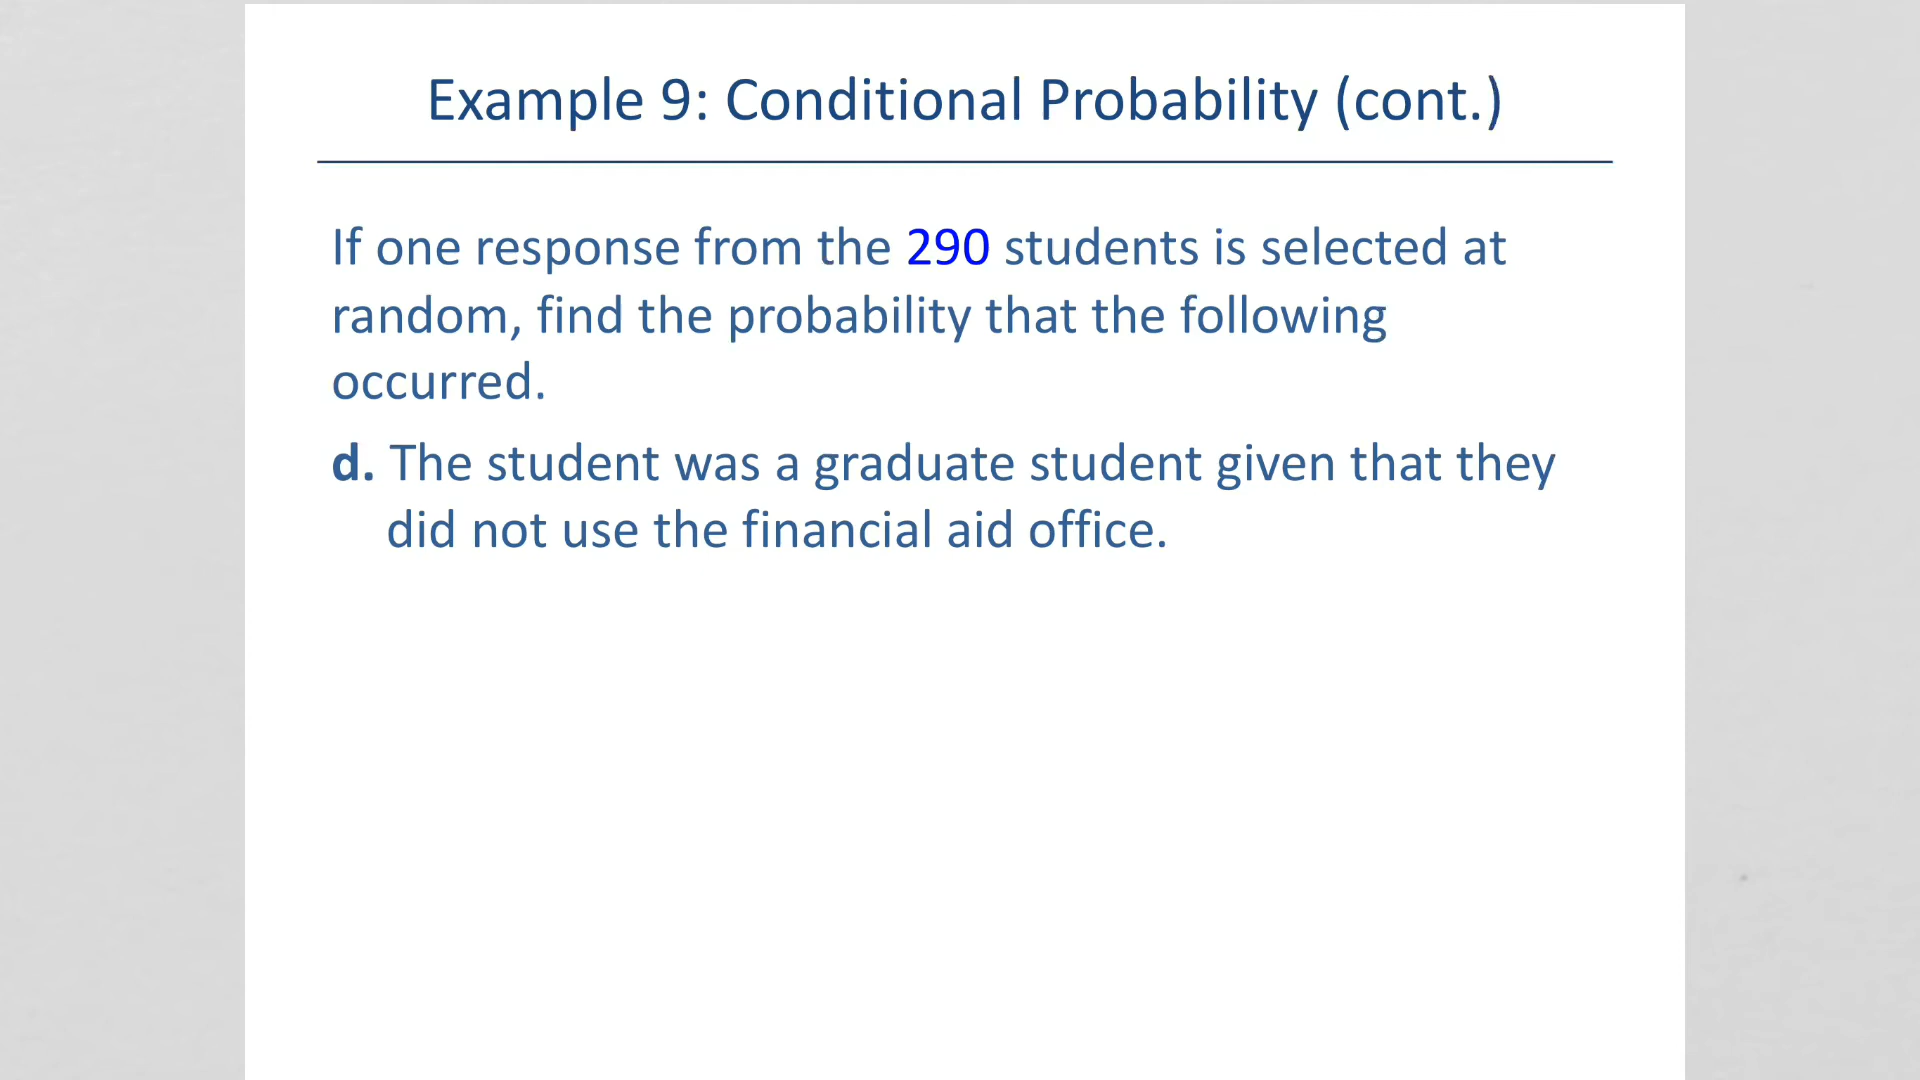 Example 9: Conditional Probability (cont.)
If one response from the 290 students is selected at
random, find the probability that the following
occurred.
d. The student was a graduate student given that they
did not use the financial aid office.